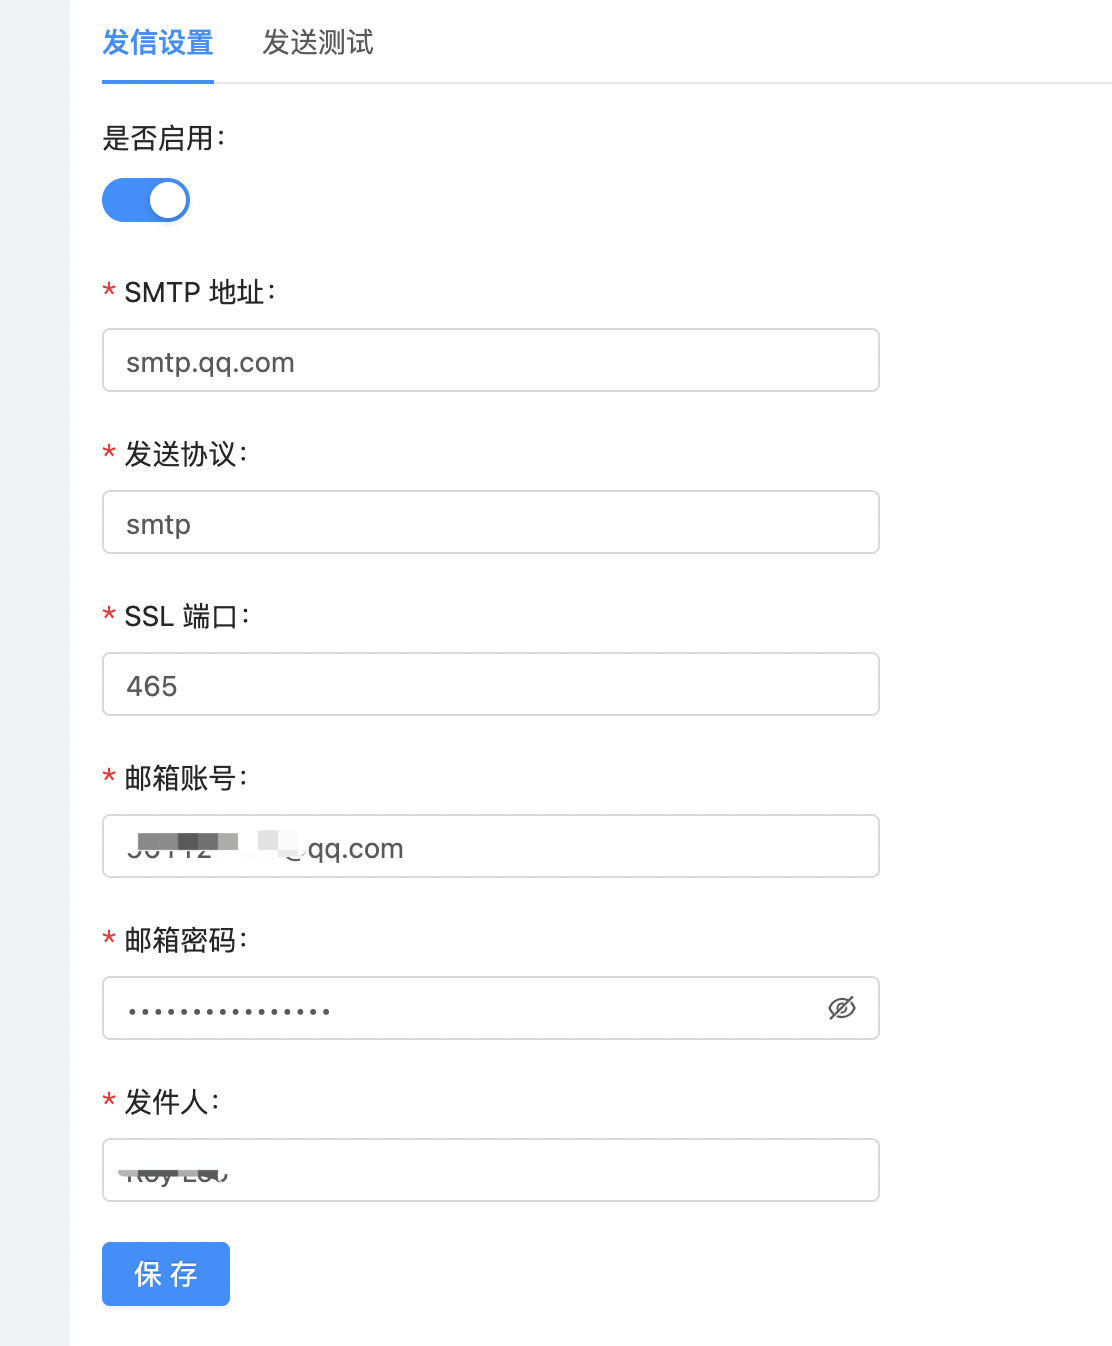 发信设置
发送测试
是否启用：
* SMTP 地址：
smtp.qq.com
* 发送协议：
smtp
* SSL 端口：
465
* 邮箱账号：
@qq.com
* 邮箱密码：
••••••••••••••••
* 发件人：
保 存